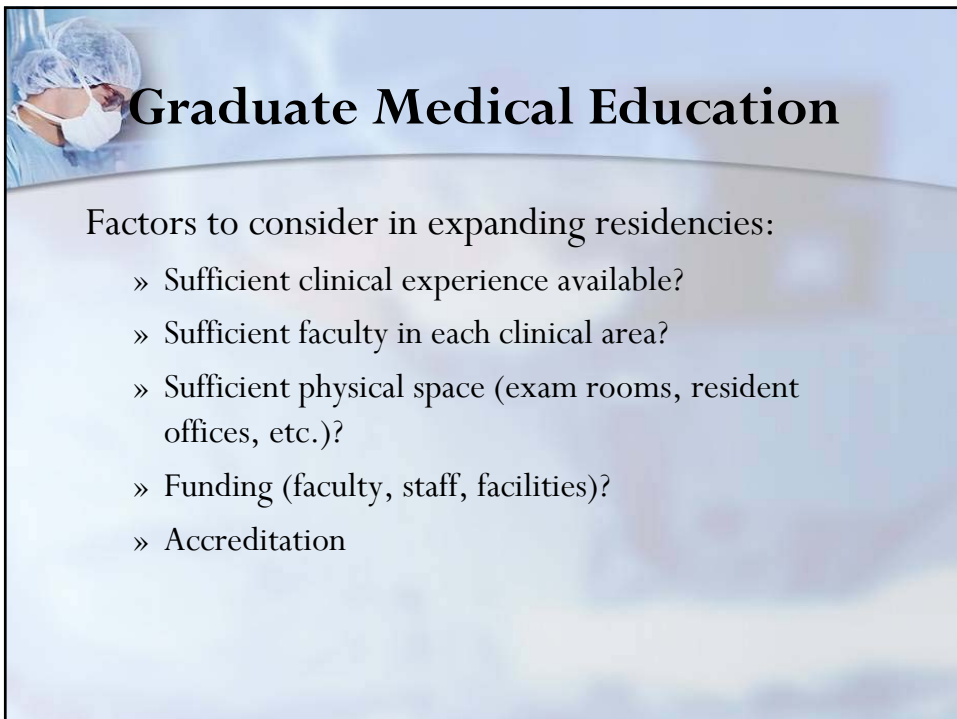 Graduate Medical Education
Factors to consider in expanding residencies:
» Sufficient clinical experience available?
» Sufficient faculty in each clinical area?
» Sufficient physical space (exam rooms, resident
offices, etc.)?
» Funding (faculty, staff, facilities)?
» Accreditation